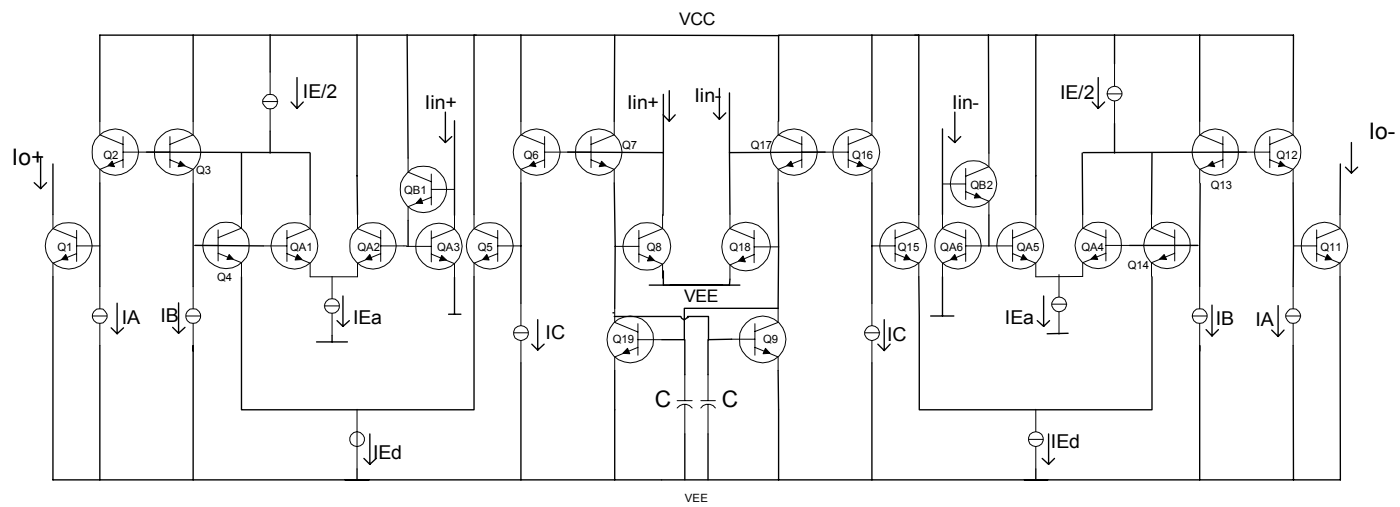 VCC
IE/2
Iin+
Iin+
Iin-
Iin-
IE/2
Io+
Io-
Q2
Q3
Q6
Q7
Q17
Q16
Q13
Q12
QB1
QB2
Q1
Q4
QA1
QA2
QA3
Q5
Q8
Q18
Q15
QA6
QA5
QA4
Q14
Q11
VEE
IA
IB
IEa
IC
Q19
Q9
IC
IEa
IB
IA
C
C
IEd
IEd
VEE